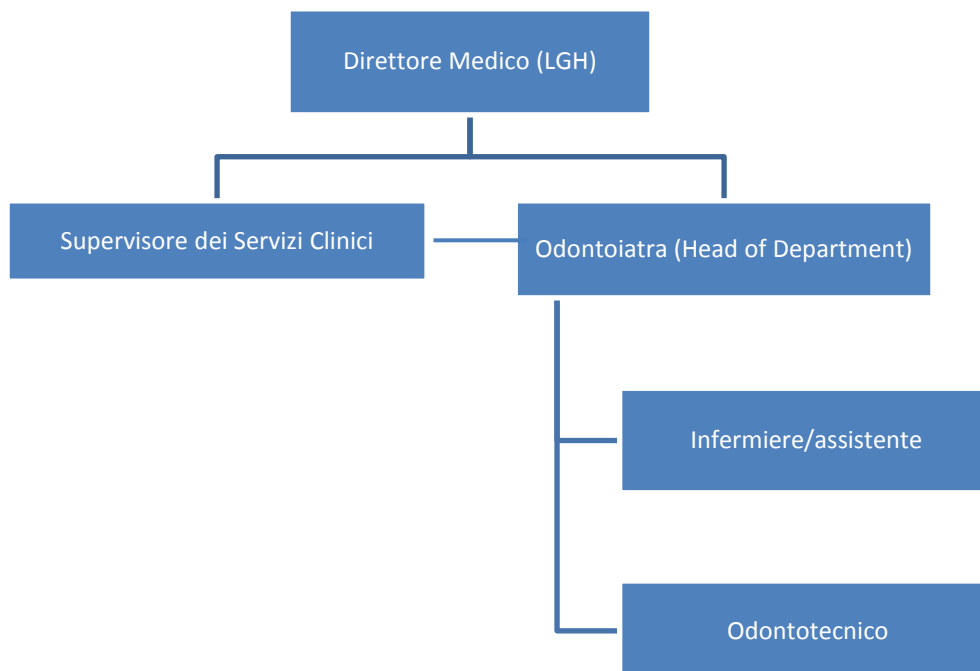 Direttore Medico (LGH)
Supervisore dei Servizi Clinici
Odontoiatra (Head of Department)
Infermiere/assistente
Odontotecnico